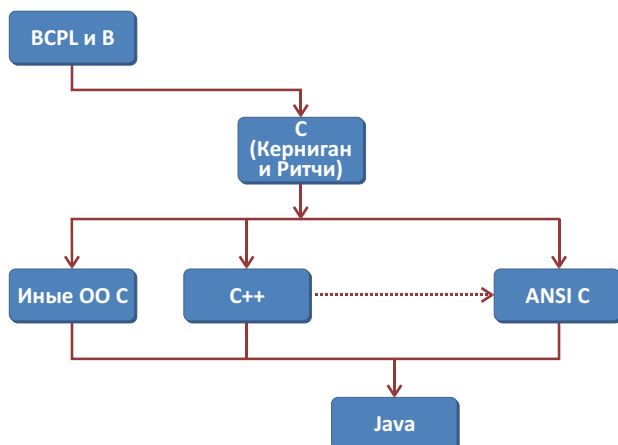 BCPL и B
C
(Керниган
и Ритчи)
Иные ОО С
C++
ANSI C
Java